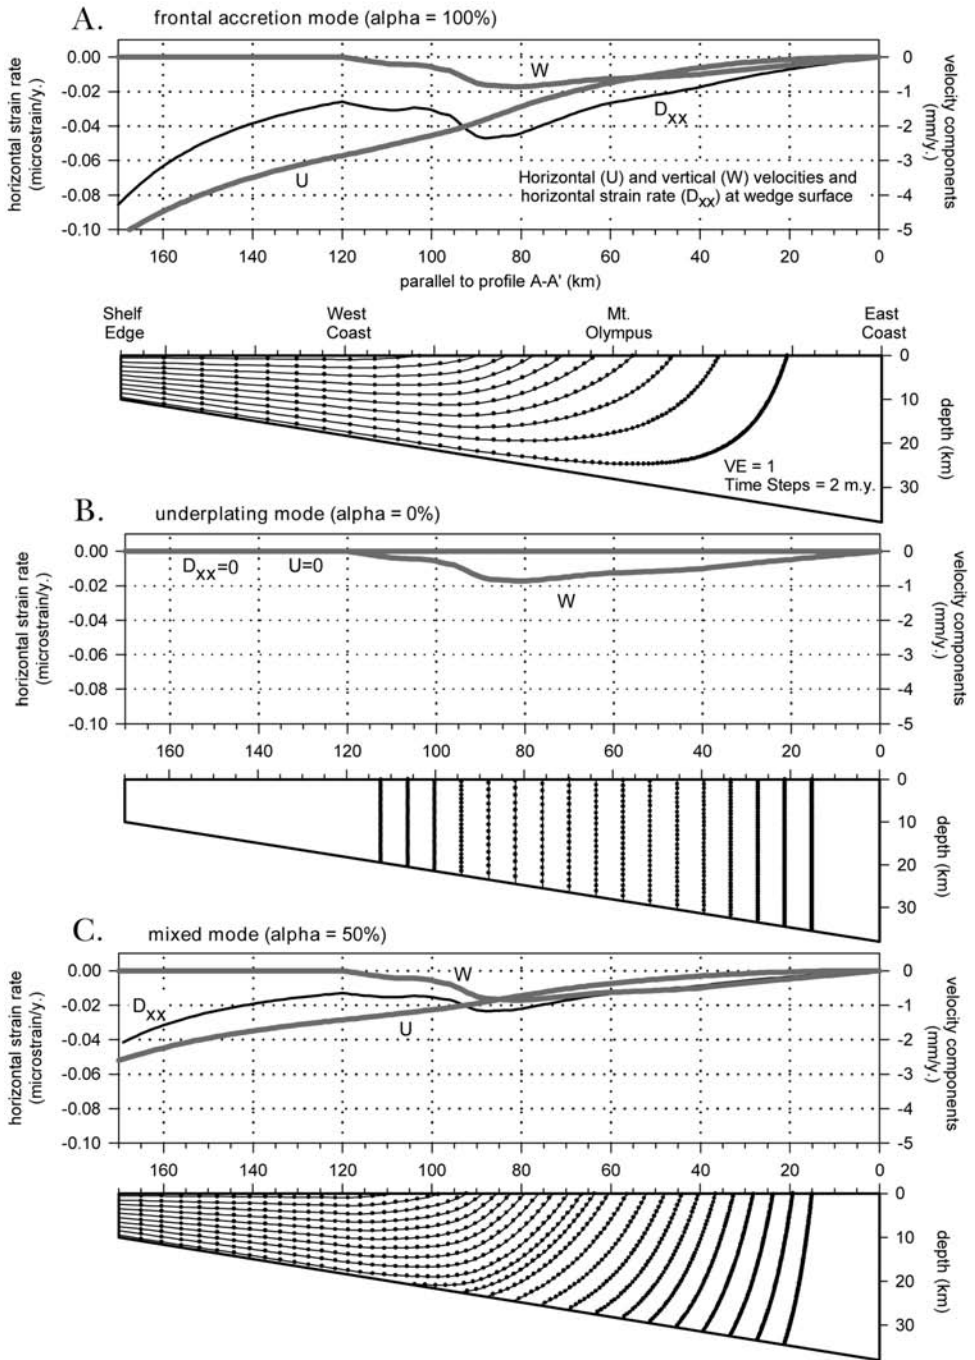 A. frontal accretion mode (alpha = 100%)
horizontal strain rate
(microstrain/y.)
0.00
-0.02
-0.04
-0.06
-0.08
-0.10
0
-1
-2
-3
-4
-5
velocity components
(mm/y.)
W
Dxx
U
Horizontal (U) and vertical (W) velocities and
horizontal strain rate (Dxx) at wedge surface
160 140 120 100 80 60 40 20 0
parallel to profile A-A' (km)
Shelf
Edge
West
Coast
Mt.
Olympus
East
Coast
0
10
20
30
depth (km)
VE = 1
Time Steps = 2 m.y.
B. underplating mode (alpha = 0%)
horizontal strain rate
(microstrain/y.)
0.00
-0.02
-0.04
-0.06
-0.08
-0.10
0
-1
-2
-3
-4
-5
velocity components
(mm/y.)
Dxx=0 U=0
W
160 140 120 100 80 60 40 20 0
0
10
20
30
depth (km)
C. mixed mode (alpha = 50%)
horizontal strain rate
(microstrain/y.)
0.00
-0.02
-0.04
-0.06
-0.08
-0.10
0
-1
-2
-3
-4
-5
velocity components
(mm/y.)
W
Dxx
U
160 140 120 100 80 60 40 20 0
0
10
20
30
depth (km)